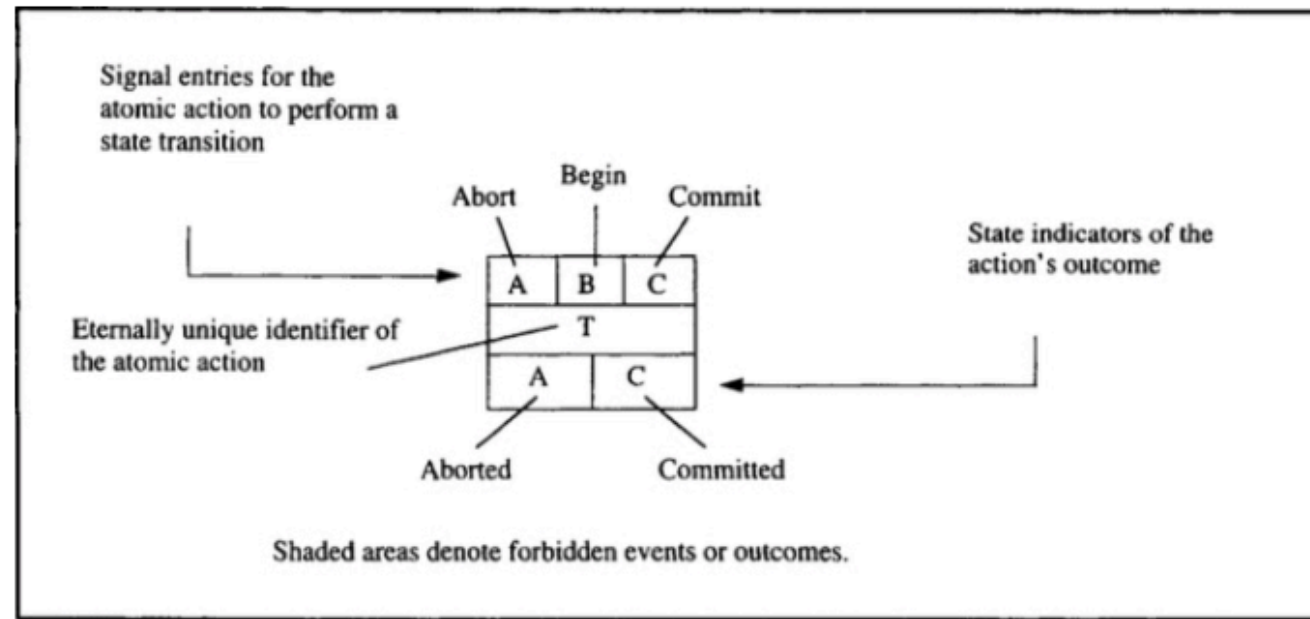 Signal entries for the
atomic action to perform a
state transition
Begin
Abort
Commit
State indicators of the
action's outcome
A B C
Eternally unique identifier of
the atomic action
T
A C
Aborted
Committed
Shaded areas denote forbidden events or outcomes.